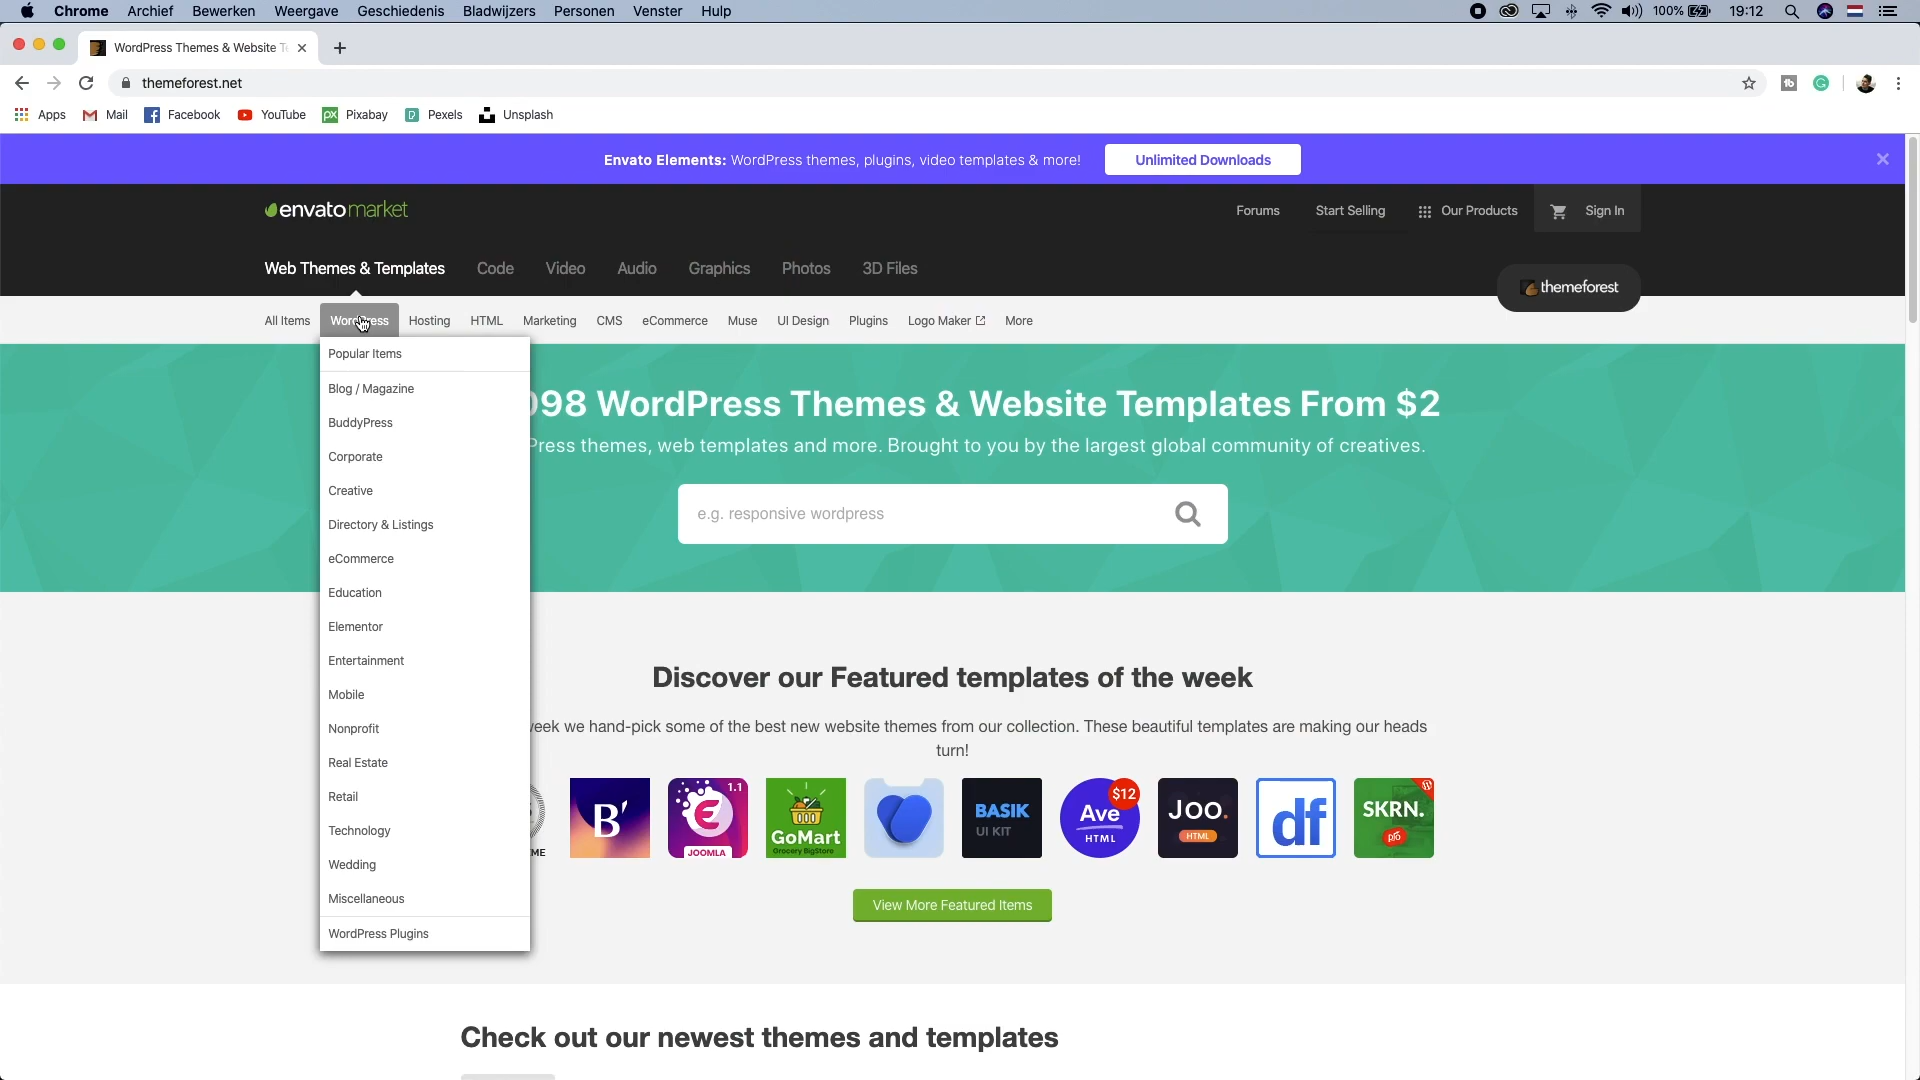 Chrome Archief Bewerken Weergave Geschiedenis Bladwijzers Personen Venster Hulp 100% 19:12
WordPress Themes & Website
themeforest.net
Apps Mail Facebook YouTube Pixabay Pexels Unsplash
Envato Elements: WordPress themes, plugins, video templates & more! Unlimited Downloads
envatomarket
Forums Start Selling Our Products Sign In
Web Themes & Templates Code Video Audio Graphics Photos 3D Files
themeforest
All Items WordPress Hosting HTML Marketing CMS eCommerce Muse UI Design Plugins Logo Maker More
Popular Items
Blog / Magazine
BuddyPress
Corporate
Creative
Directory & Listings
eCommerce
Education
Elementor
Entertainment
Mobile
Nonprofit
Real Estate
Retail
Technology
Wedding
Miscellaneous
WordPress Plugins
98 WordPress Themes & Website Templates From $2
Press themes, web templates and more. Brought to you by the largest global community of creatives.
e.g. responsive wordpress
Discover our Featured templates of the week
eek we hand-pick some of the best new website themes from our collection. These beautiful templates are making our heads
turn!
ME
B'
1.1
e
JOOMLA
GoMart
Grocery BigStore
BASIK
UI KIT
$12
Ave
HTML
Joo.
HTML
df
SKRN.
pro
View More Featured Items
Check out our newest themes and templates